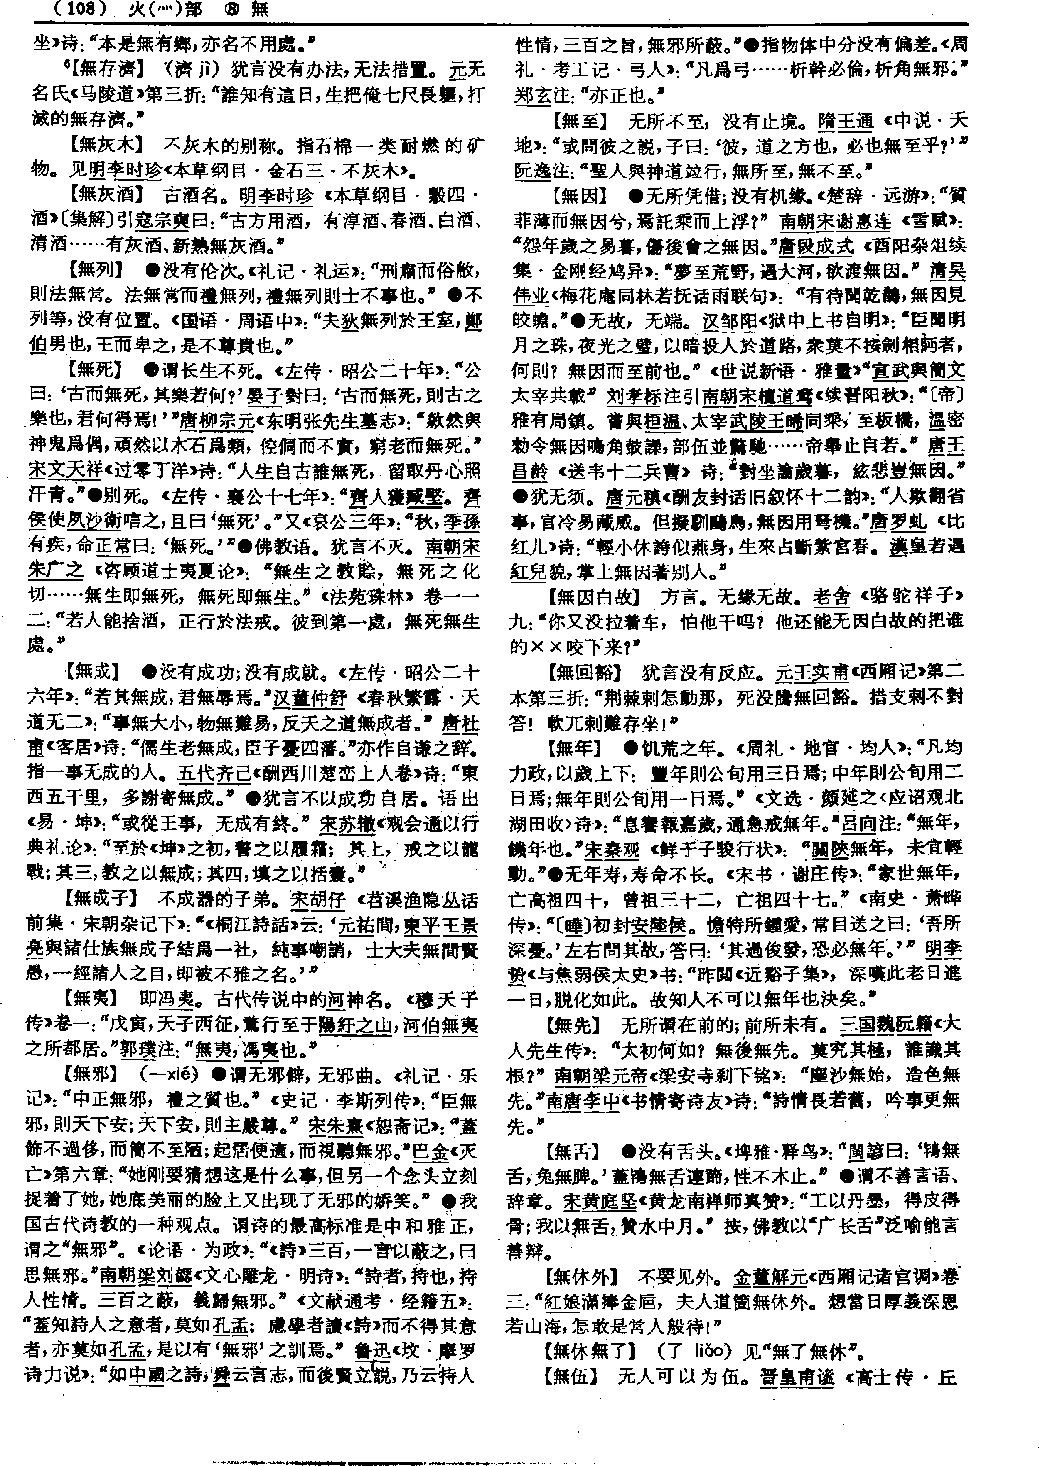 (108) 火(灬)部 ⑧ 無
坐》诗：“本是無有鄉，亦名不用處。”
⁶【無存濟】 （濟 jǐ） 犹言没有办法，无法措置。 元无
名氏《马陵道》第三折：“誰知有這日，生把俺七尺長軀，打
滅的無存濟。”
【無灰木】 不灰木的别称。指石棉一类耐燃的矿
物。见明李时珍《本草纲目·金石三·不灰木》。
【無灰酒】 古酒名。明李时珍《本草纲目·穀四·
酒》〔集解〕引寇宗奭曰：“古方用酒，有淳酒、春酒、白酒、
清酒……有灰酒、新熟無灰酒。”
【無列】 ●没有伦次。《礼记·礼运》：“刑肅而俗敝，
則法無常。法無常而禮無列，禮無列則士不事也。” ●不
列等，没有位置。《国语·周语中》：“夫狄無列於王室，鄭
伯男也，王而卑之，是不尊貴也。”
【無死】 ●谓长生不死。《左传·昭公二十年》：“公
曰：‘古而無死，其樂若何？’晏子對曰：‘古而無死，則古之
樂也，君何得焉！’”唐柳宗元《东明张先生墓志》：“敫然與
神鬼爲偶，頑然以木石爲類，倥侗而不實，窮老而無死。”
宋文天祥《过零丁洋》诗：“人生自古誰無死，留取丹心照
汗青。”●别死。《左传·襄公十七年》：“齊人獲臧堅。齊
侯使夙沙衛唁之，且曰‘無死’。”又《哀公三年》：“秋，季孫
有疾，命正常曰：‘無死。’”●佛教语。犹言不灭。南朝宋
朱广之《咨顾道士夷夏论》：“無生之教賒，無死之化
切……無生即無死，無死即無生。”《法苑珠林》卷一一
二：“若人能捨酒，正行於法戒。彼到第一處，無死無生
處。”
【無成】 ●没有成功；没有成就。《左传·昭公二十
六年》：“若其無成，君無辱焉。”汉董仲舒《春秋繁露·天
道无二》：“事無大小，物無難易，反天之道無成者。” 唐杜
甫《客居》诗：“儒生老無成，臣子憂四藩。”亦作自谦之辞。
指一事无成的人。五代齐己《酬西川楚峦上人卷》诗：“東
西五千里，多謝寄無成。” ●犹言不以成功自居。语出
《易·坤》：“或從王事，无成有終。” 宋苏辙《观会通以行
典礼论》：“至於《坤》之初，警之以履霜；其上，戒之以龍
戰；其三，教之以無成；其四，填之以括囊。”
【無成子】 不成器的子弟。宋胡仔《苕溪渔隐丛话
前集·宋朝杂记下》：“《桐江詩話》云：‘元祐間，東平王景
亮與諸仕族無成子結爲一社，純事嘲誚，士大夫無間賢
愚，一經諸人之目，即被不雅之名。’”
【無夷】 即冯夷。古代传说中的河神名。《穆天子
传》卷一：“戊寅，天子西征，騖行至于陽紆之山，河伯無夷
之所都居。”郭璞注：“無夷，馮夷也。”
【無邪】 （—xié）●谓无邪僻，无邪曲。《礼记·乐
记》：“中正無邪，禮之質也。”《史记·李斯列传》：“臣無
邪，則天下安；天下安，則主嚴尊。” 宋朱熹《恕斋记》：“蓋
飾不過侈，而簡不至陋；起居便適，而視聽無邪。”巴金《灭
亡》第六章：“她刚要猜想这是什么事，但另一个念头立刻
捉着了她，她底美丽的脸上又出现了无邪的娇笑。” ●我
国古代诗教的一种观点。谓诗的最高标准是中和雅正，
谓之“無邪”。《论语·为政》：“《詩》三百，一言以蔽之，曰
思無邪。”南朝梁刘勰《文心雕龙·明诗》：“詩者，持也，持
人性情。三百之蔽，義歸無邪。”《文献通考·经籍五》：
“蓋知詩人之意者，莫如孔孟；慮學者讀《詩》而不得其意
者，亦莫如孔孟，是以有‘無邪’之訓焉。” 鲁迅《坟·摩罗
诗力说》：“如中國之詩，舜云言志，而後賢立説，乃云持人
性情，三百之旨，無邪所蔽。”●指物体中分没有偏差。《周
礼·考工记·弓人》：“凡爲弓……析幹必倫，析角無邪。”
郑玄注：“亦正也。”
【無至】 无所不至；没有止境。隋王通《中说·天
地》：“或問彼之説，子曰：‘彼，道之方也，必也無至乎？’”
阮逸注：“聖人與神道竝行，無所至，無不至。”
【無因】 ●无所凭借；没有机缘。《楚辞·远游》：“質
菲薄而無因兮，焉託乘而上浮？” 南朝宋谢惠连《雪赋》：
“怨年歲之易暮，傷後會之無因。”唐段成式《酉阳杂俎续
集·金刚经鸠异》：“夢至荒野，遇大河，欲渡無因。” 清吴
伟业《梅花庵同林若抚话雨联句》：“有待聞乾鵲，無因見
皎蟾。”●无故，无端。汉邹阳《狱中上书自明》：“臣聞明
月之珠，夜光之璧，以暗投人於道路，衆莫不按劍相眄者，
何則？無因而至前也。”《世说新语·雅量》“宣武與簡文
太宰共載” 刘孝标注引南朝宋檀道鸾《续晋阳秋》：“〔帝〕
雅有局鎮。嘗與桓温、太宰武陵王晞同乘，至板橋，温密
勅令無因鳴角鼓譟，部伍並驚馳……帝舉止自若。” 唐王
昌龄《送韦十二兵曹》诗：“對坐論歲暮，絃悲豈無因。”
●犹无须。唐元稹《酬友封话旧叙怀十二韵》：“人欺翻省
事，官冷易藏威。但擬馴鷗鳥，無因用弩機。”唐罗虬《比
红儿》诗：“輕小休誇似燕身，生來占斷紫宫春。漢皇若遇
紅兒貌，掌上無因著别人。”
【無因白故】 方言。无缘无故。老舍《骆驼祥子》
九：“你又没拉着车，怕他干吗？他还能无因白故的把谁
的××咬下来？”
【無回豁】 犹言没有反应。元王实甫《西厢记》第二
本第三折：“荆棘剌怎動那，死没騰無回豁。措支剌不對
答！軟兀剌難存坐！”
【無年】 ●饥荒之年。《周礼·地官·均人》：“凡均
力政，以歲上下：豐年則公旬用三日焉；中年則公旬用二
日焉；無年則公旬用一日焉。”《文选·颜延之〈应诏观北
湖田收〉诗》：“息饗報嘉歲，通急戒無年。”吕向注：“無年，
饑年也。”宋秦观《鲜于子骏行状》：“關陝無年，未宜輕
動。”●无年寿，寿命不长。《宋书·谢庄传》：“家世無年，
亡高祖四十，曾祖三十二，亡祖四十七。”《南史·萧晔
传》：“〔曄〕初封安陸侯。憺特所鍾愛，常目送之曰：‘吾所
深憂。’左右問其故，答曰：‘其過俊發，恐必無年。’” 明李
贽《与焦弱侯太史》书：“昨閲《近豀子集》，深嘆此老日進
一日，脱化如此。故知人不可以無年也決矣。”
【無先】 无所谓在前的；前所未有。三国魏阮籍《大
人先生传》：“太初何如？無後無先。莫究其極，誰識其
根？” 南朝梁元帝《梁安寺刹下铭》：“塵沙無始，造色無
先。”南唐李中《书情寄诗友》诗：“詩情長若舊，吟事更無
先。”
【無舌】 ●没有舌头。《埤雅·释鸟》：“閩諺曰：‘鴇無
舌，兔無脾。’蓋鴇無舌連蹄，性不木止。” ●谓不善言语、
辞章。宋黄庭坚《黄龙南禅师真赞》：“工以丹墨，得皮得
骨；我以無舌，贊水中月。” 按，佛教以“广长舌”泛喻能言
善辩。
【無休外】 不要见外。金董解元《西厢记诸宫调》卷
三：“紅娘滿捧金巵，夫人道箇無休外。想當日厚義深恩
若山海，怎敢是常人般待！”
【無休無了】 （了 liǎo） 见“無了無休”。
【無伍】 无人可以为伍。晋皇甫谧《高士传·丘